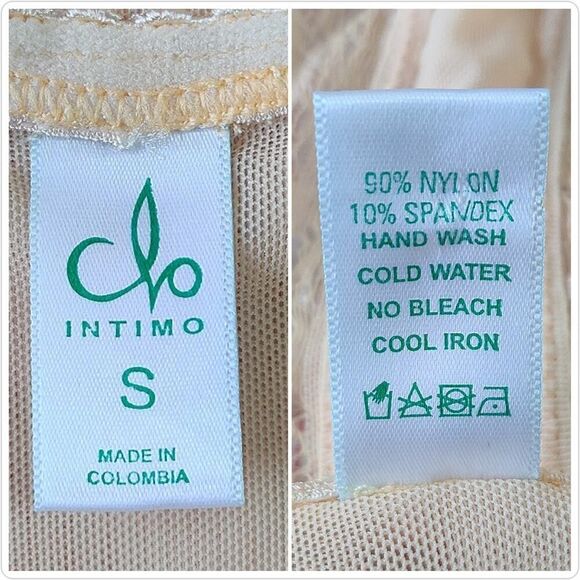 clo
INTIMO
S
MADE IN
COLOMBIA
90% NYLON
10% SPANDEX
HAND WASH
COLD WATER
NO BLEACH
COOL IRON